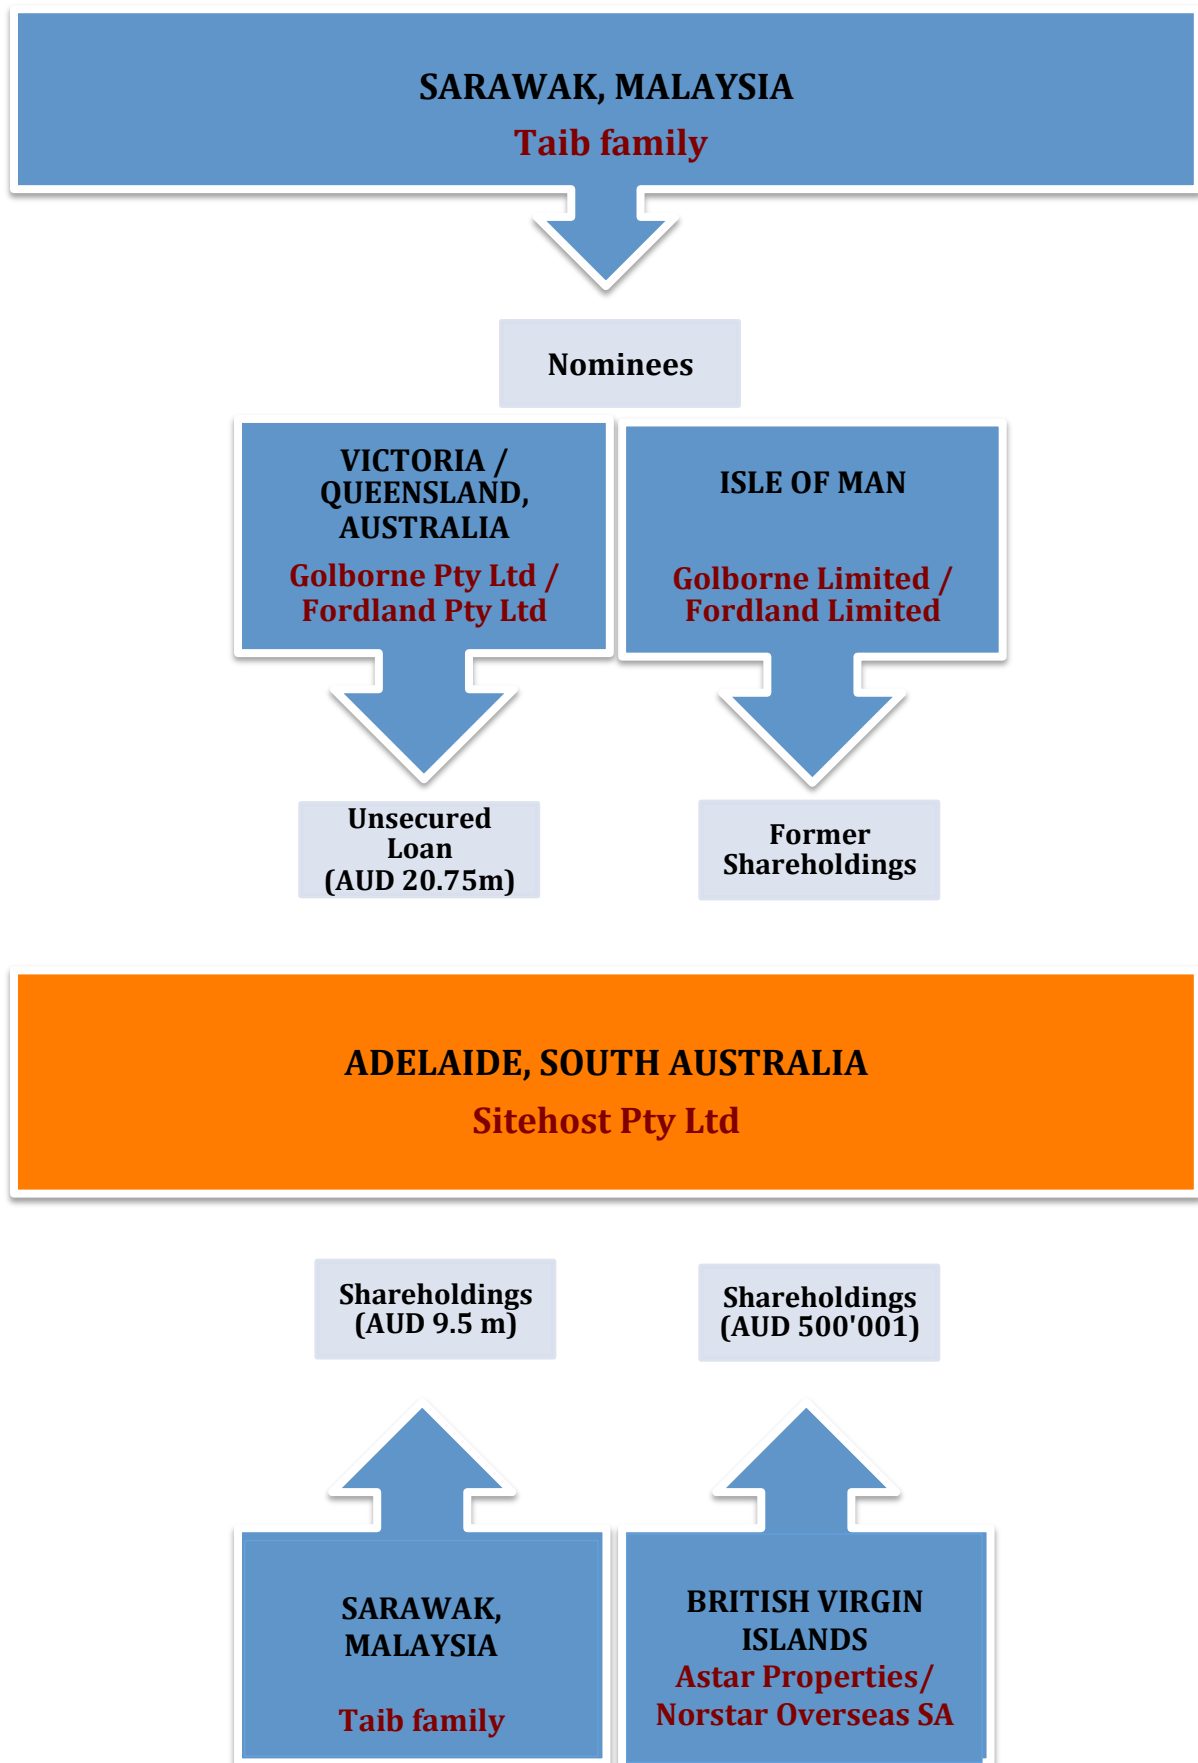 SARAWAK, MALAYSIA
Taib family
Nominees
VICTORIA /
QUEENSLAND,
AUSTRALIA
Golborne Pty Ltd /
Fordland Pty Ltd
ISLE OF MAN
Golborne Limited /
Fordland Limited
Unsecured
Loan
(AUD 20.75m)
Former
Shareholdings
ADELAIDE, SOUTH AUSTRALIA
Sitehost Pty Ltd
Shareholdings
(AUD 9.5 m)
Shareholdings
(AUD 500'001)
SARAWAK,
MALAYSIA
Taib family
BRITISH VIRGIN
ISLANDS
Astar Properties/
Norstar Overseas SA